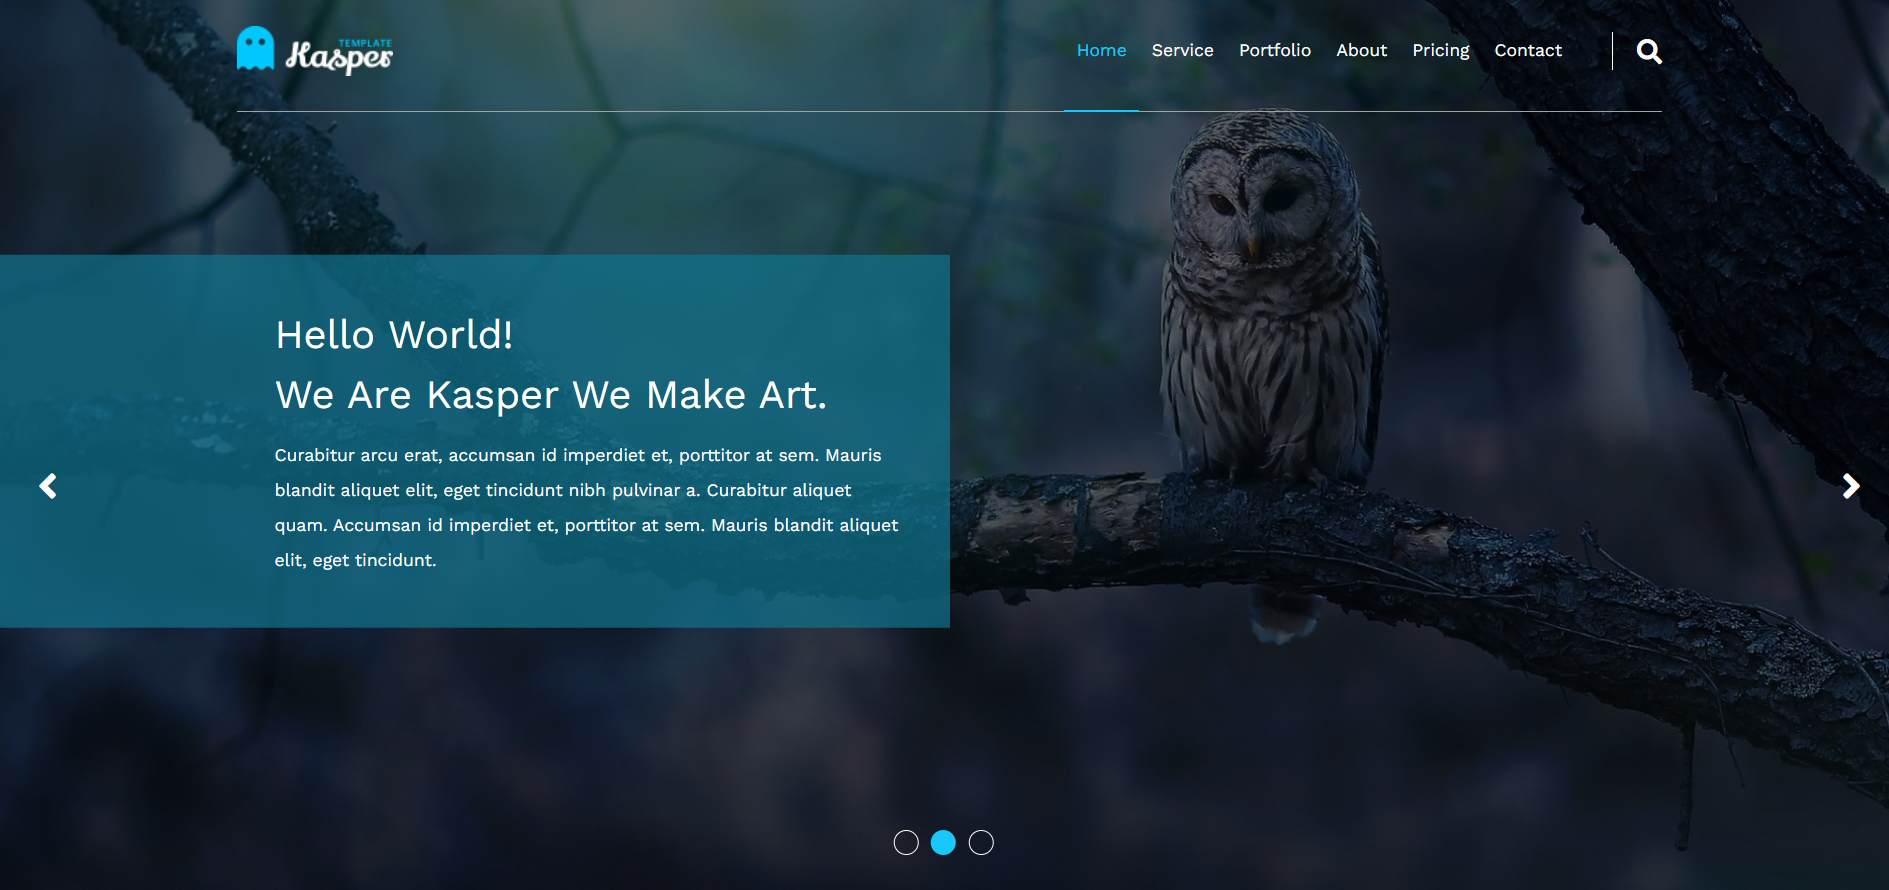 TEMPLATE
Kasper
Home Service Portfolio About Pricing Contact
Hello World!
We Are Kasper We Make Art.
Curabitur arcu erat, accumsan id imperdiet et, porttitor at sem. Mauris
blandit aliquet elit, eget tincidunt nibh pulvinar a. Curabitur aliquet
quam. Accumsan id imperdiet et, porttitor at sem. Mauris blandit aliquet
elit, eget tincidunt.